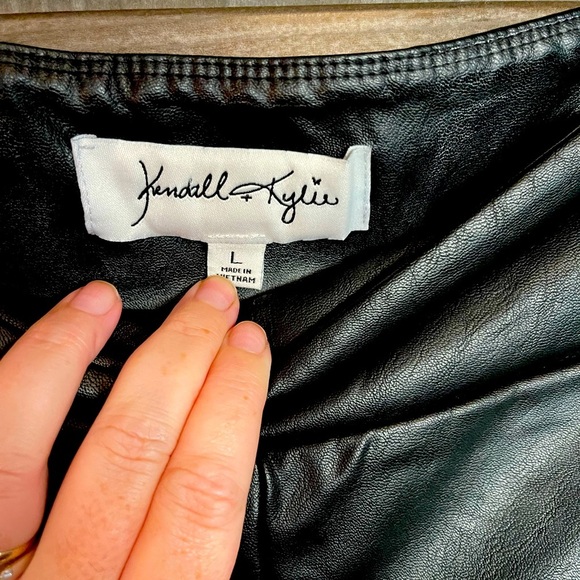 Kendall + Kylie
L
MADE IN
VIETNAM